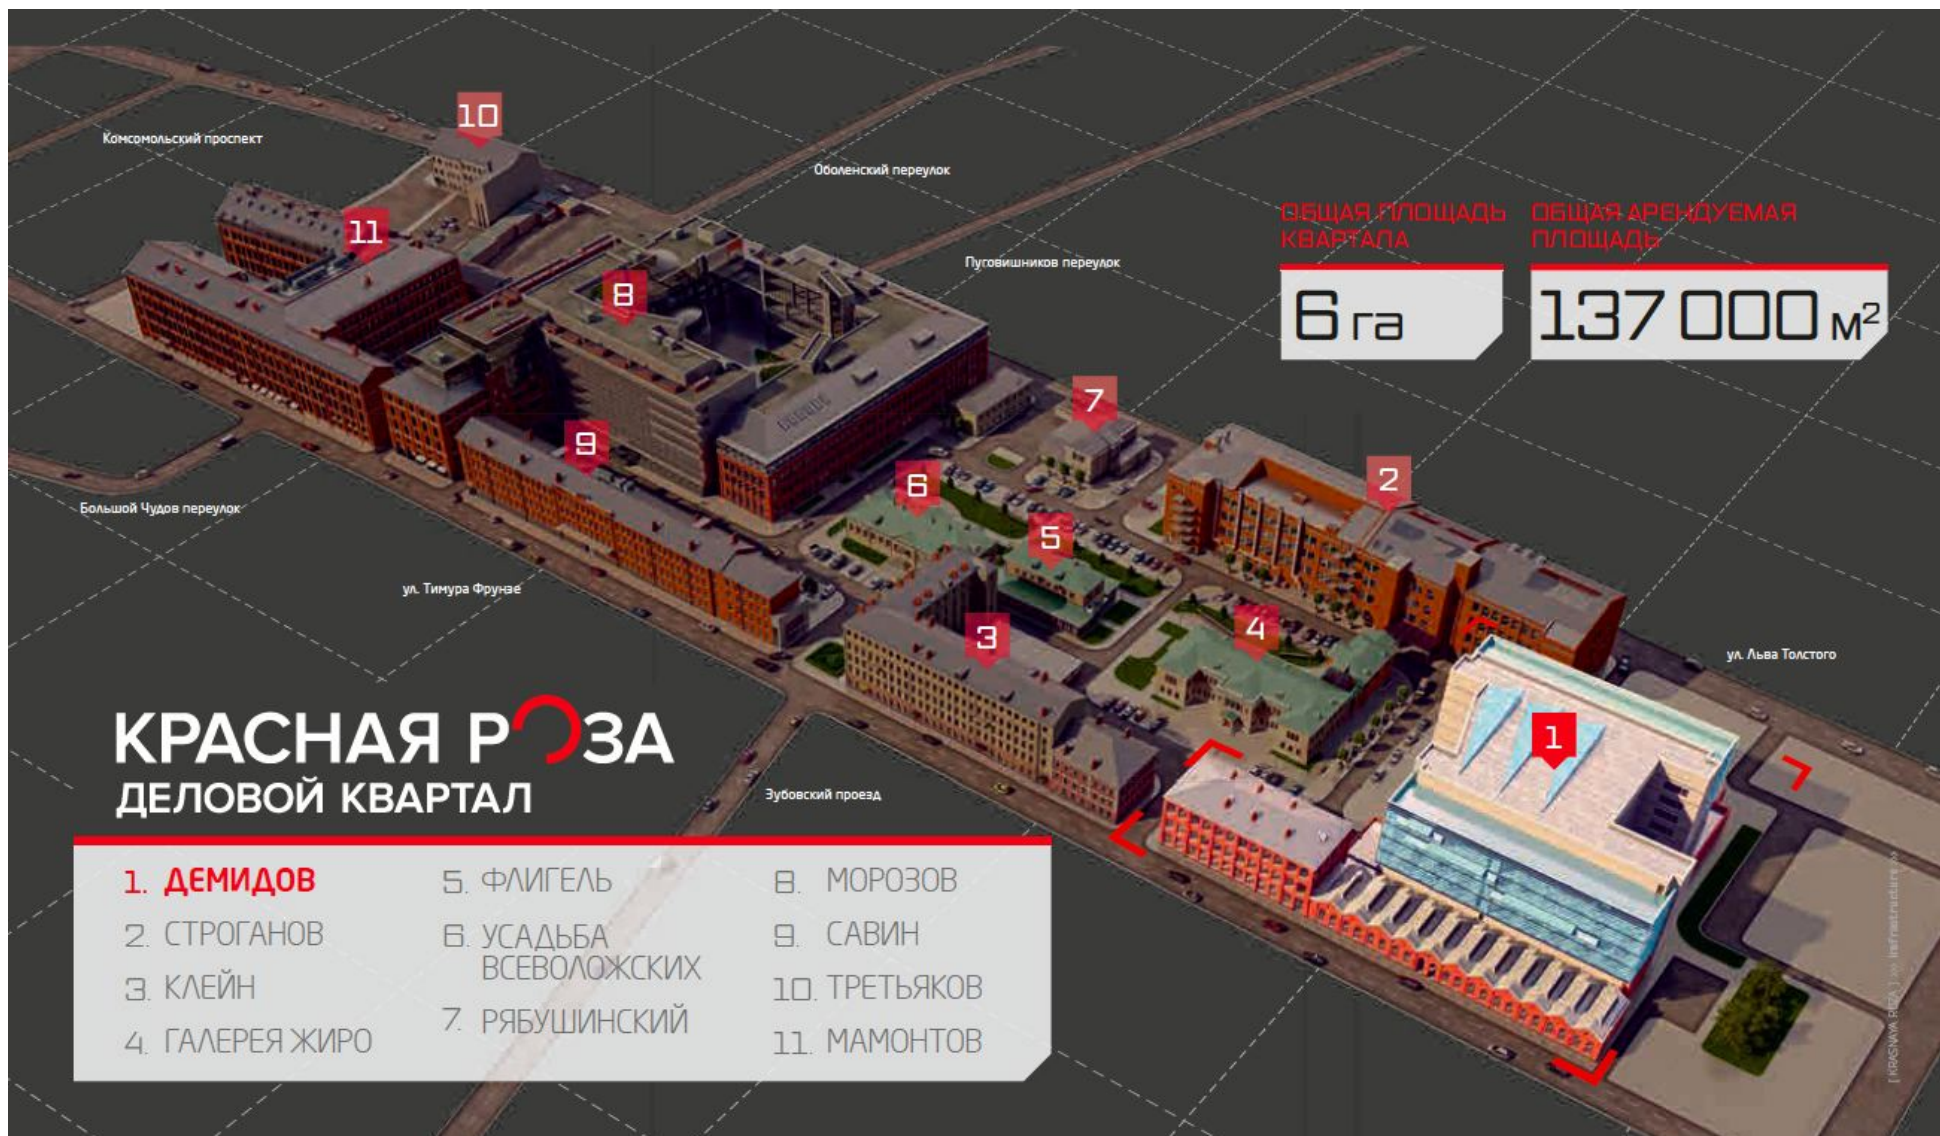 10
Комсомольский проспект
Оболенский переулок
11
ОБЩАЯ ПЛОЩАДЬ
КВАРТАЛА
6 га
ОБЩАЯ АРЕНДУЕМАЯ
ПЛОЩАДЬ
137 000 м²
Пуговишников переулок
8
7
9
6
2
5
Большой Чудов переулок
ул. Тимура Фрунзе
3
4
ул. Льва Толстого
1
Зубовский проезд
КРАСНАЯ РОЗА
ДЕЛОВОЙ КВАРТАЛ
1. ДЕМИДОВ
2. СТРОГАНОВ
3. КЛЕЙН
4. ГАЛЕРЕЯ ЖИРО
5. ФЛИГЕЛЬ
6. УСАДЬБА
ВСЕВОЛОЖСКИХ
7. РЯБУШИНСКИЙ
8. МОРОЗОВ
9. САВИН
10. ТРЕТЬЯКОВ
11. МАМОНТОВ
[ KRASNAYA ROZA ] >>> infrastructure >>>